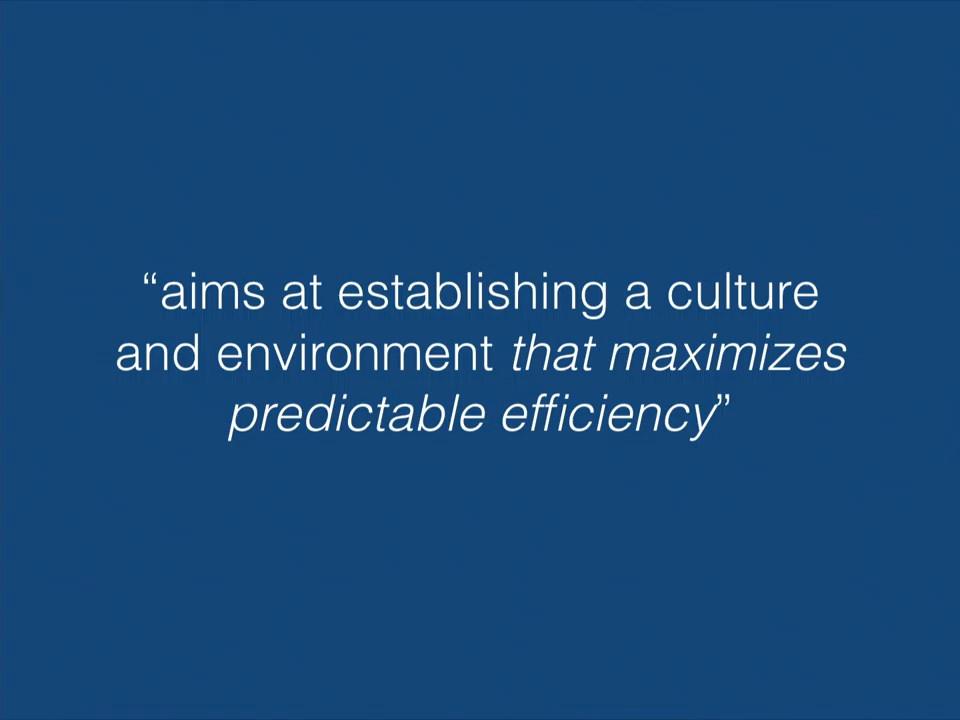 “aims at establishing a culture
and environment that maximizes
predictable efficiency”